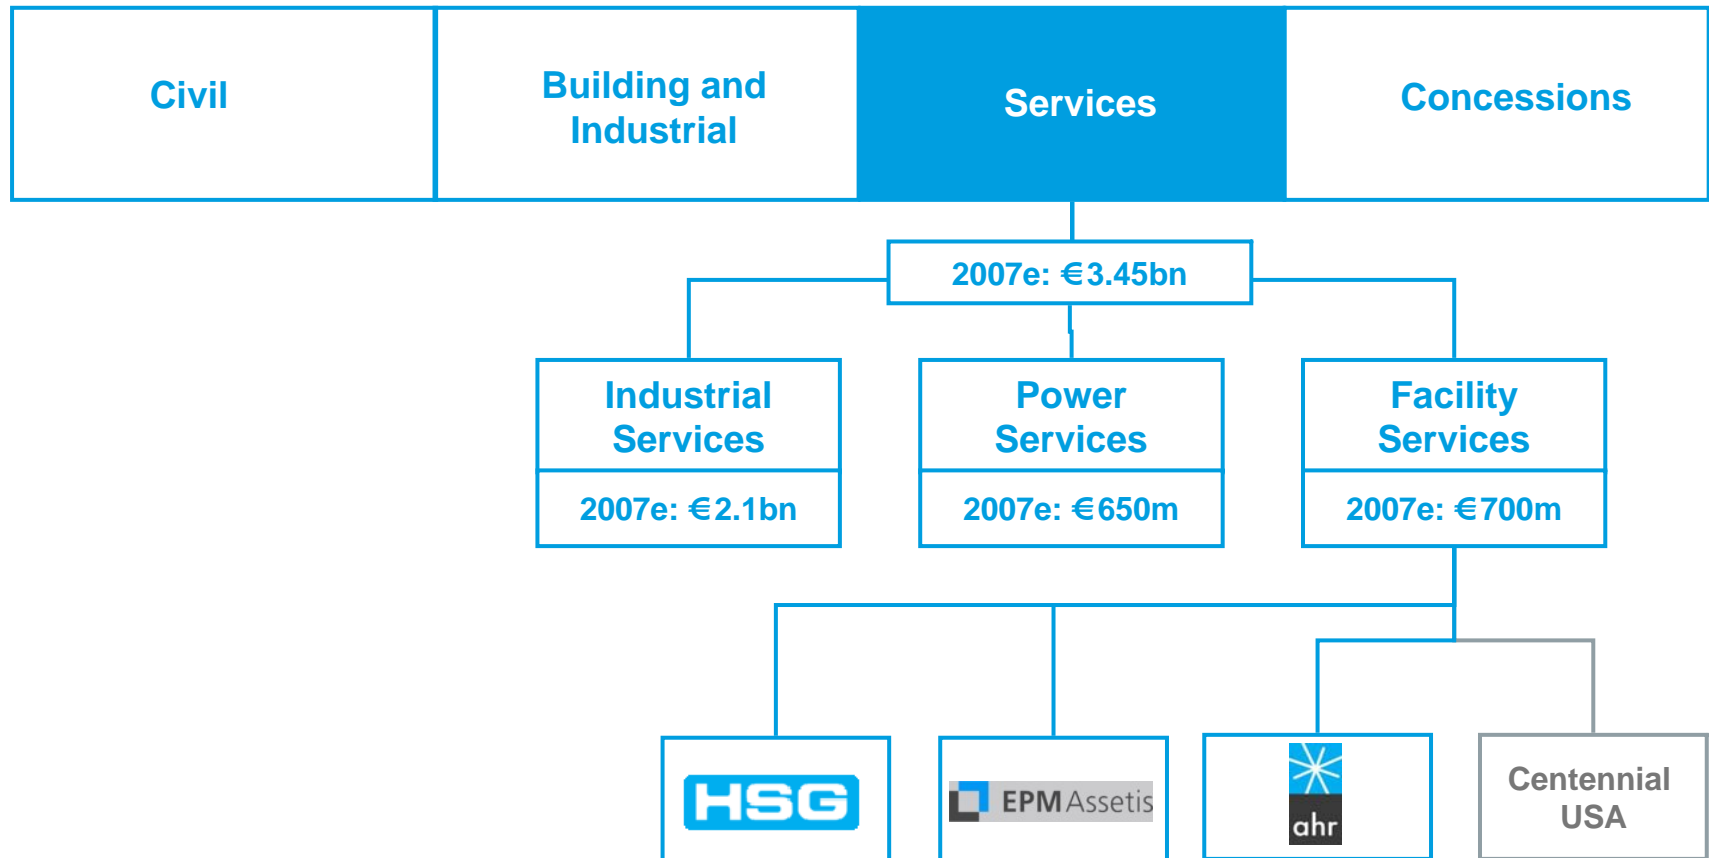 Civil
Building and
Industrial
Services
Concessions
2007e: €3.45bn
Industrial
Services
2007e: €2.1bn
Power
Services
2007e: €650m
Facility
Services
2007e: €700m
HSG
EPM Assetis
ahr
Centennial
USA